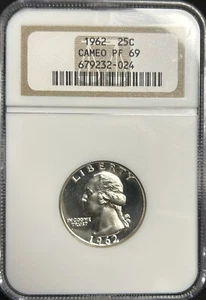 1962 25C
CAMEO PF 69
679232-024
LIBERTY
IN GOD WE
TRUST
1962